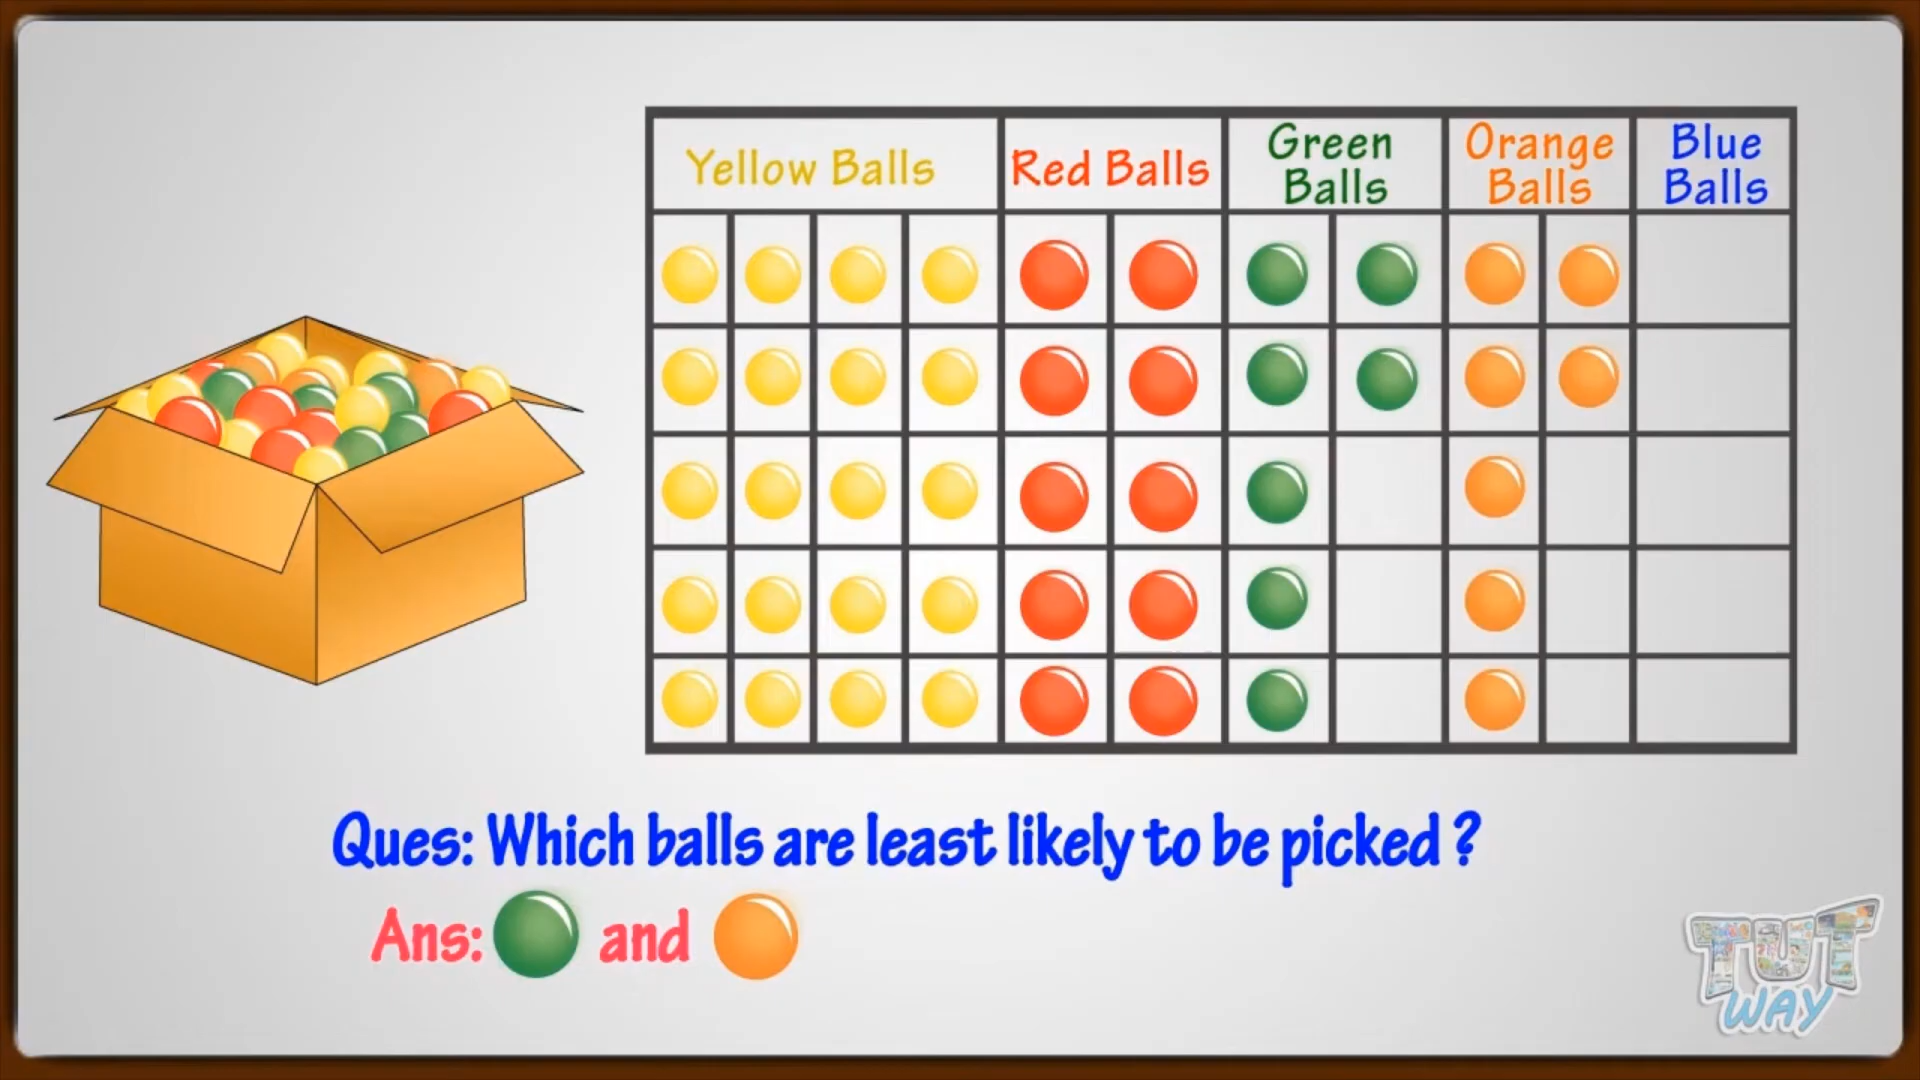 Yellow Balls
Red Balls
Green
Balls
Orange
Balls
Blue
Balls
Ques: Which balls are least likely to be picked ?
Ans: and
TUT
WAY